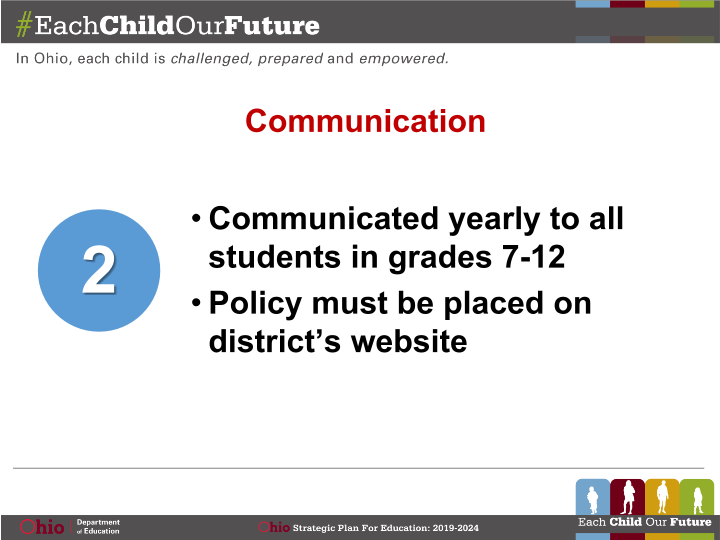 #EachChildOurFuture
In Ohio, each child is challenged, prepared and empowered.
Communication
2
• Communicated yearly to all
students in grades 7-12
• Policy must be placed on
district's website
Ohio | Department
of Education
Ohio Strategic Plan For Education: 2019-2024
Each Child Our Future